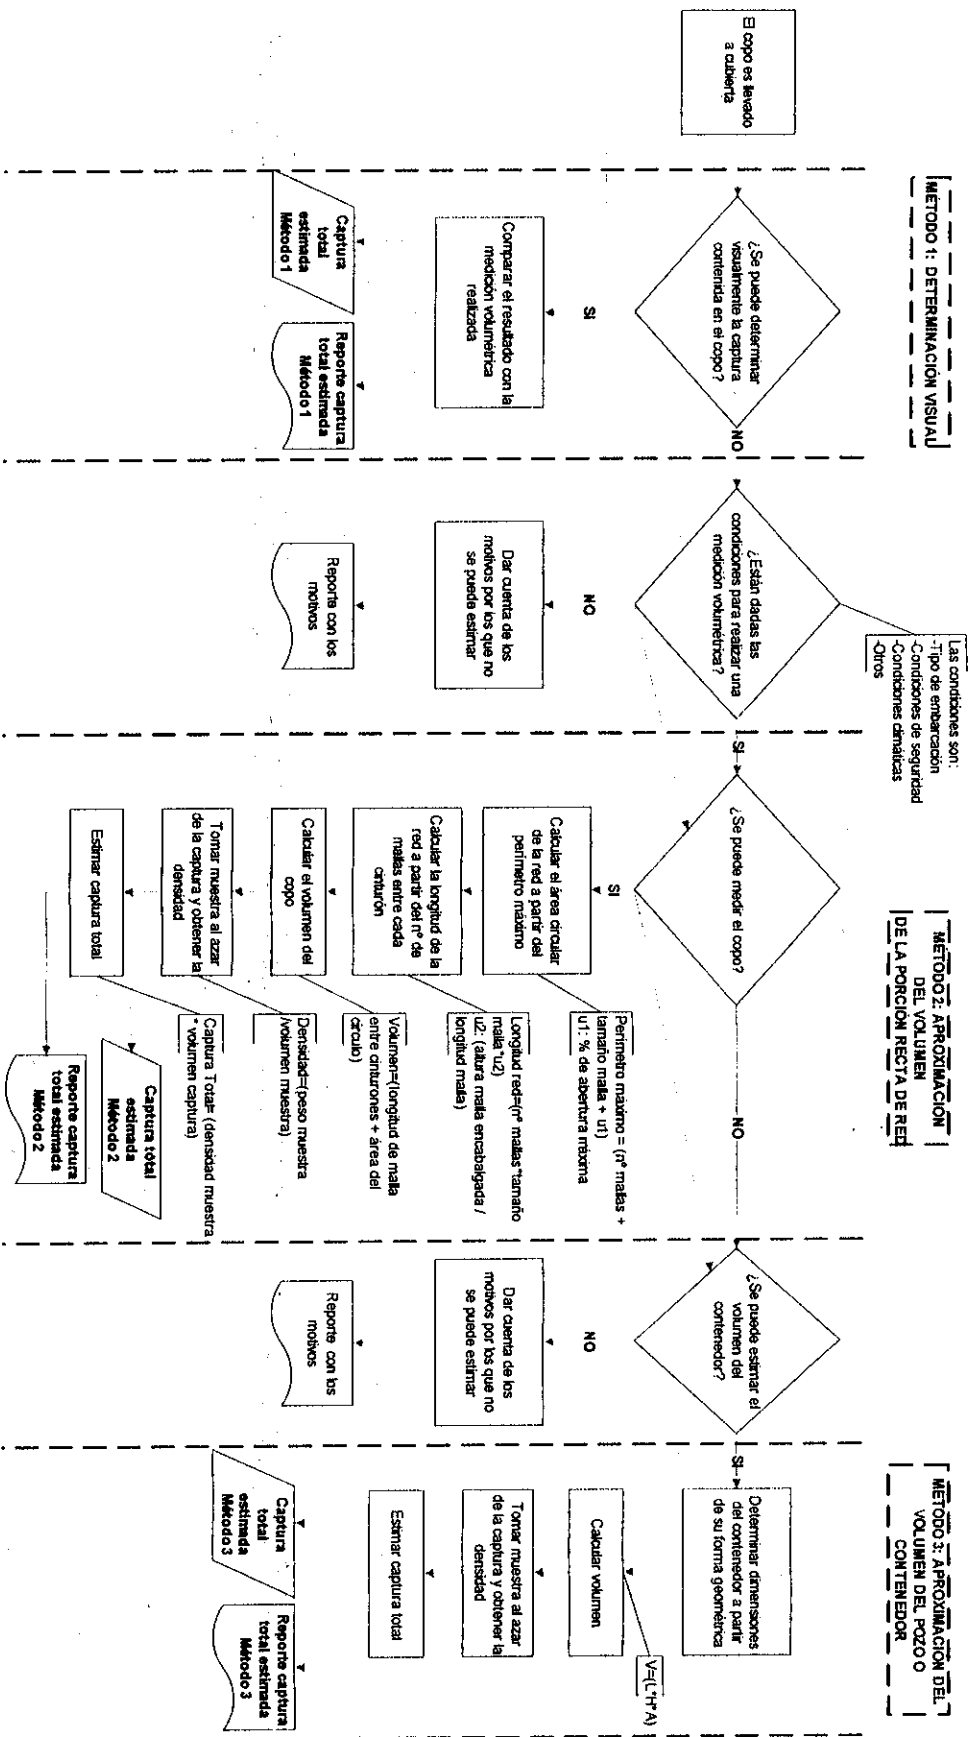 El copo es llevado
a cubierta
MÉTODO 1: DETERMINACIÓN VISUAL
¿Se puede determinar
visualmente la captura
contenida en el copo?
NO
SI
Comparar el resultado con la
medición volumétrica
realizada
Captura
total
estimada
Método 1
Reporte captura
total estimada
Método 1
Las condiciones son:
-Tipo de embarcación
-Condiciones de seguridad
-Condiciones climáticas
-Otros
¿Están dadas las
condiciones para realizar una
medición volumétrica?
SI
NO
Dar cuenta de los
motivos por los que no
se puede estimar
Reporte con los
motivos
METODO 2: APROXIMACIÓN
DEL VOLUMEN
DE LA PORCIÓN RECTA DE RED
¿Se puede medir el copo?
NO
SI
Calcular el área circular
de la red a partir del
perímetro máximo
Perímetro máximo = (nº mallas +
tamaño malla + u1)
u1: % de abertura máxima
Calcular la longitud de la
red a partir del nº de
mallas entre cada
cinturón
Longitud red=(nº mallas*tamaño
malla*u2)
u2: (altura malla encabalgada /
longitud malla)
Calcular el volumen del
copo
Volumen=(longitud de malla
entre cinturones + área del
círculo)
Tomar muestra al azar
de la captura y obtener la
densidad
Densidad=(peso muestra
/volumen muestra)
Estimar captura total
Captura Total= (densidad muestra
* volumen captura)
Captura total
estimada
Método 2
Reporte captura
total estimada
Método 2
¿Se puede estimar el
volumen del
contenedor?
SI
NO
Dar cuenta de los
motivos por los que no
se puede estimar
Reporte con los
motivos
METODO 3: APROXIMACIÓN DEL
VOLUMEN DEL POZO O
CONTENEDOR
Determinar dimensiones
del contenedor a partir
de su forma geométrica
Calcular volumen
V=(L*H*A)
Tomar muestra al azar
de la captura y obtener la
densidad
Estimar captura total
Captura
total
estimada
Método 3
Reporte captura
total estimada
Método 3